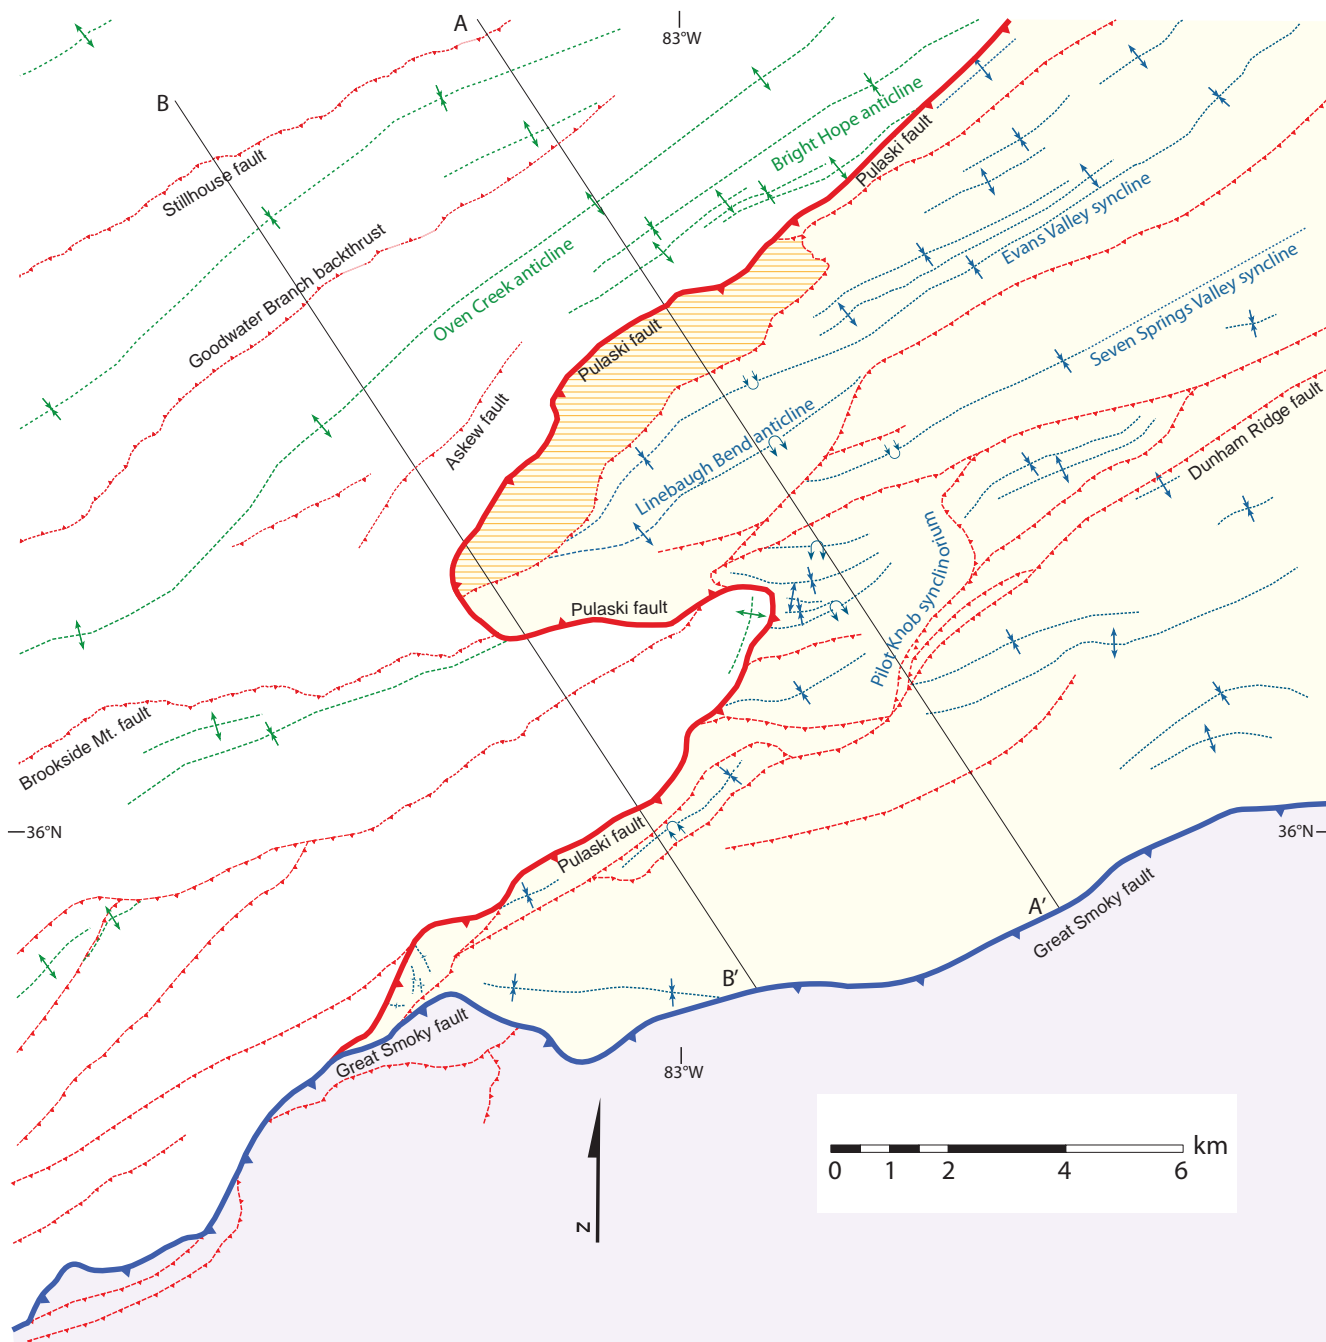 A
83°W
B
Bright Hope anticline
Pulaski fault
Stillhouse fault
Evans Valley syncline
Goodwater Branch backthrust
Oven Creek anticline
Seven Springs Valley syncline
Pulaski fault
Askew fault
Linebaugh Bend anticline
Dunham Ridge fault
Pulaski fault
Pilot Knob synclinorium
Brookside Mt. fault
36°N
36°N
Pulaski fault
A′
Great Smoky fault
B′
Great Smoky fault
83°W
N
0 1 2 4 6 km